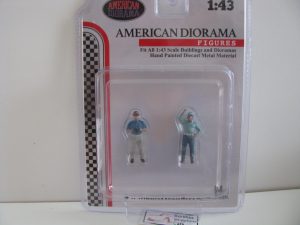 AMERICAN
DIORAMA
1:43
AMERICAN DIORAMA
FIGURES
Fit All 1:43 Scale Buildings and Dioramas
Hand Painted Diecast Metal Material